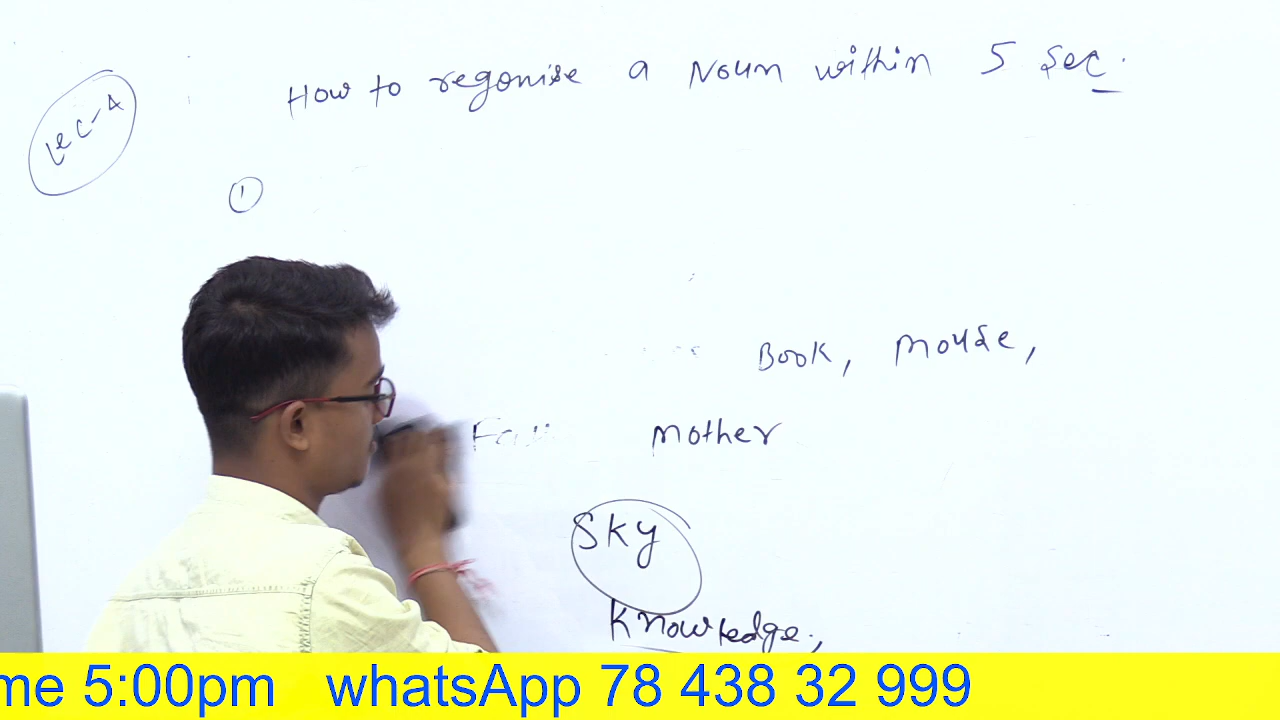 How to regonise a Noun within 5 Sec.
Lec-4
1
Book, mouse,
mother
Sky
Knowledge,
me 5:00pm whatsApp 78 438 32 999